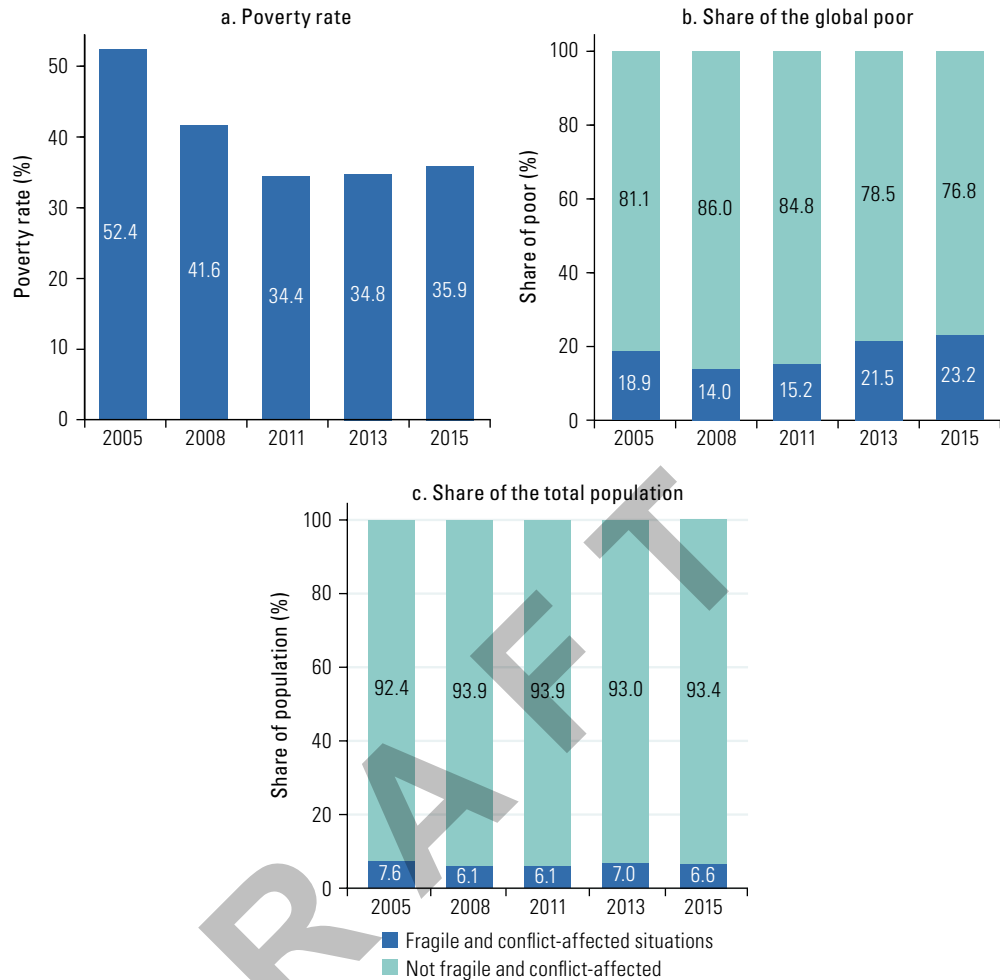 a. Poverty rate
Poverty rate (%)
50
40
30
20
10
0
52.4
41.6
34.4
34.8
35.9
2005 2008 2011 2013 2015
b. Share of the global poor
Share of poor (%)
100
80
60
40
20
0
81.1
86.0
84.8
78.5
76.8
18.9
14.0
15.2
21.5
23.2
2005 2008 2011 2013 2015
c. Share of the total population
Share of population (%)
100
80
60
40
20
0
92.4 93.9 93.9 93.0 93.4
7.6 6.1 6.1 7.0 6.6
2005 2008 2011 2013 2015
Fragile and conflict-affected situations
Not fragile and conflict-affected
RAFT